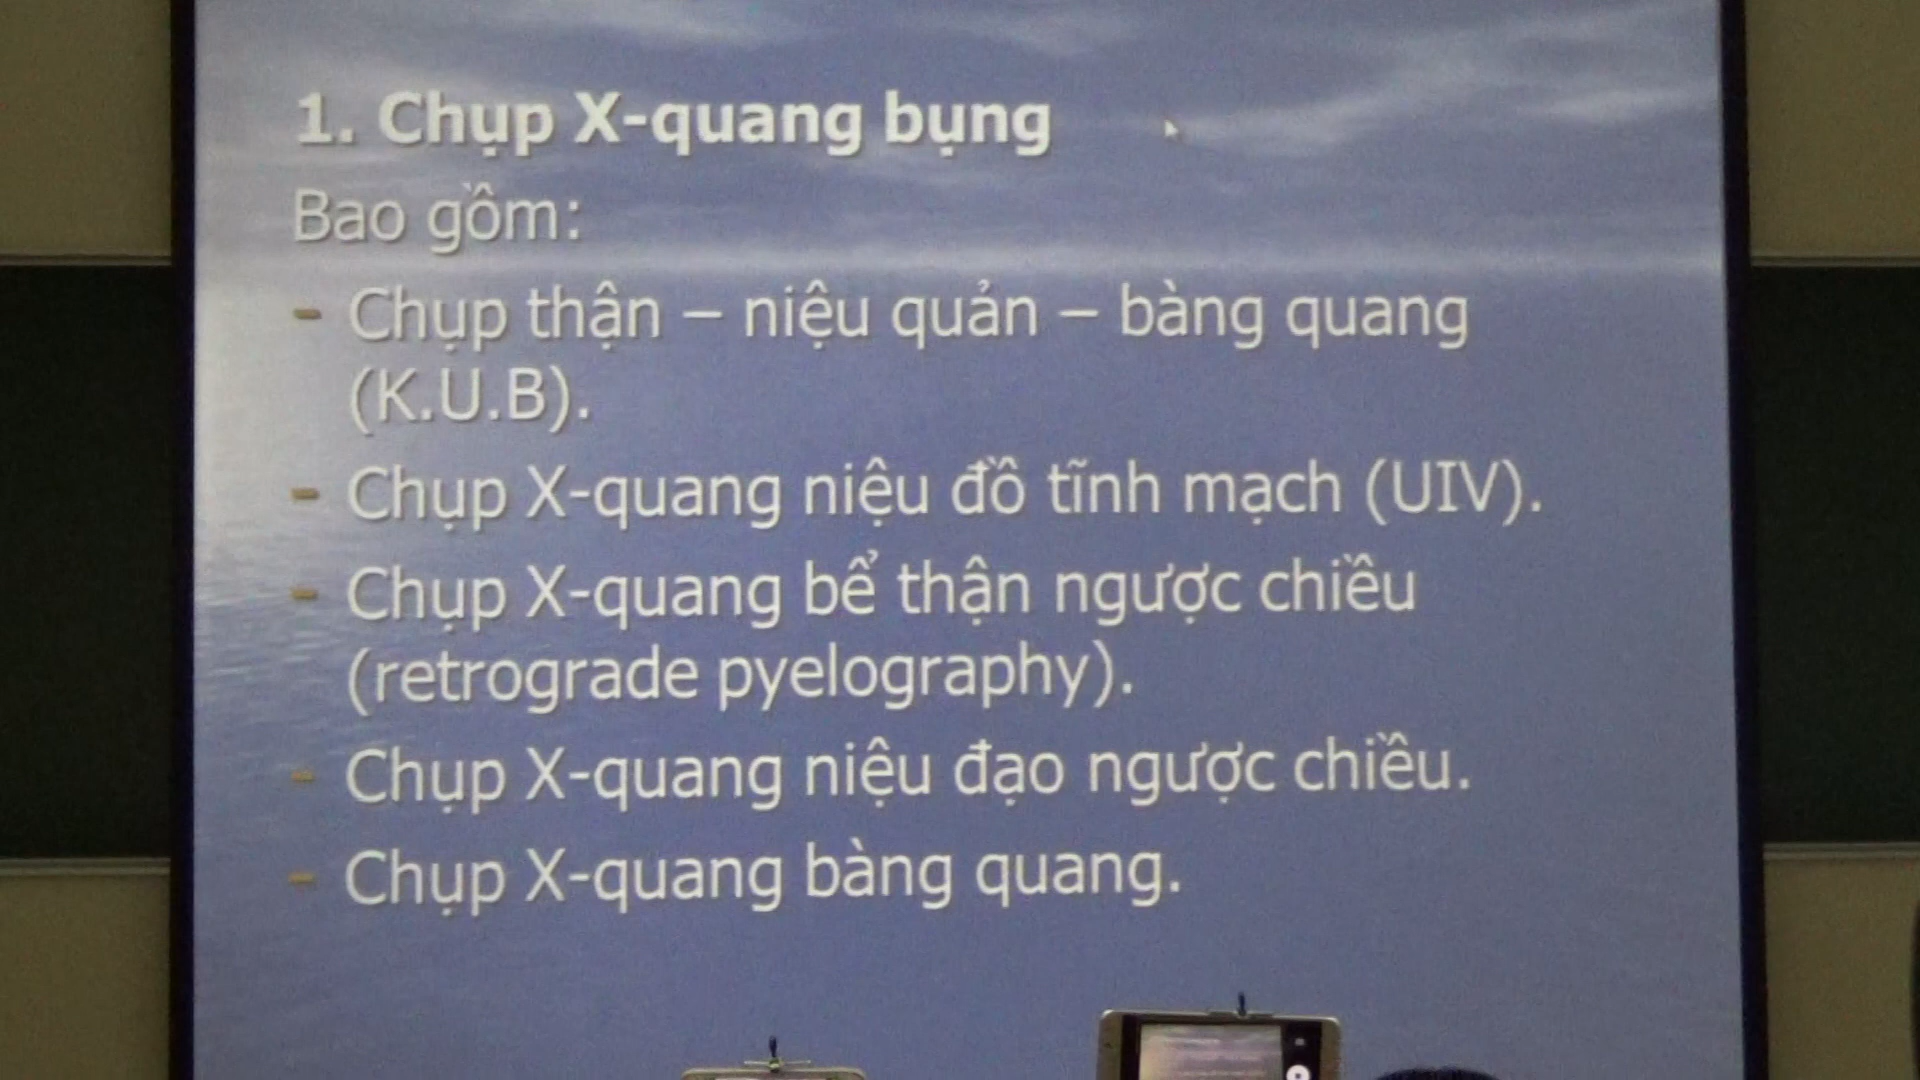 1. Chụp X-quang bụng
Bao gồm:
- Chụp thận – niệu quản – bàng quang
(K.U.B).
- Chụp X-quang niệu đồ tĩnh mạch (UIV).
- Chụp X-quang bể thận ngược chiều
(retrograde pyelography).
- Chụp X-quang niệu đạo ngược chiều.
- Chụp X-quang bàng quang.